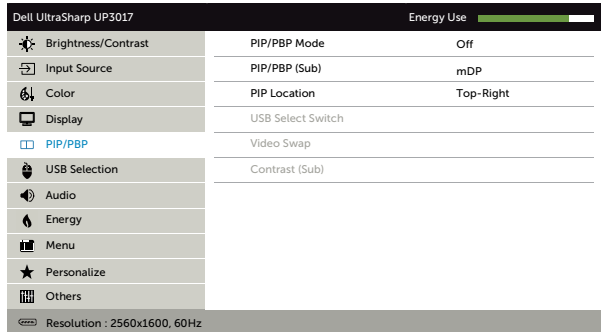 Dell UltraSharp UP3017 Energy Use
Brightness/Contrast PIP/PBP Mode Off
Input Source PIP/PBP (Sub) mDP
Color PIP Location Top-Right
Display USB Select Switch
PIP/PBP Video Swap
USB Selection Contrast (Sub)
Audio
Energy
Menu
Personalize
Others
Resolution : 2560x1600, 60Hz